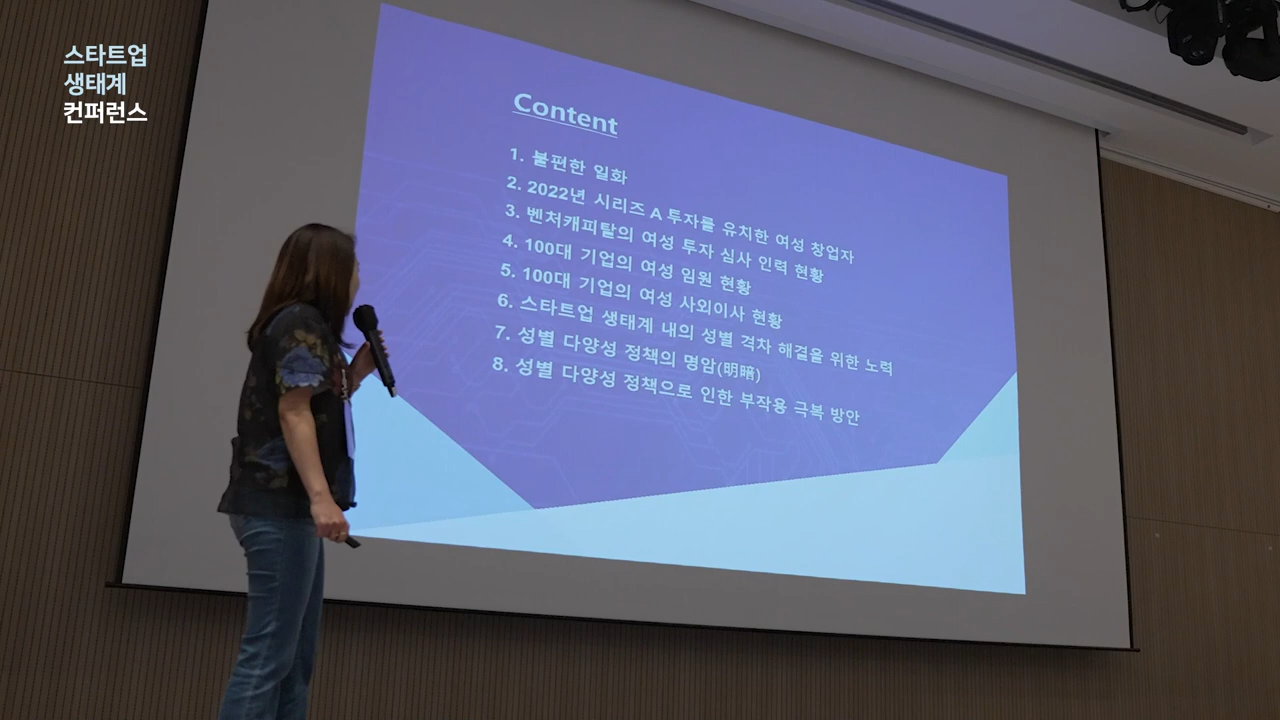 스타트업
생태계
컨퍼런스
Content
1. 불편한 일화
2. 2022년 시리즈 A 투자를 유치한 여성 창업자
3. 벤처캐피탈의 여성 투자 심사 인력 현황
4. 100대 기업의 여성 임원 현황
5. 100대 기업의 여성 사외이사 현황
6. 스타트업 생태계 내의 성별 격차 해결을 위한 노력
7. 성별 다양성 정책의 명암(明暗)
8. 성별 다양성 정책으로 인한 부작용 극복 방안